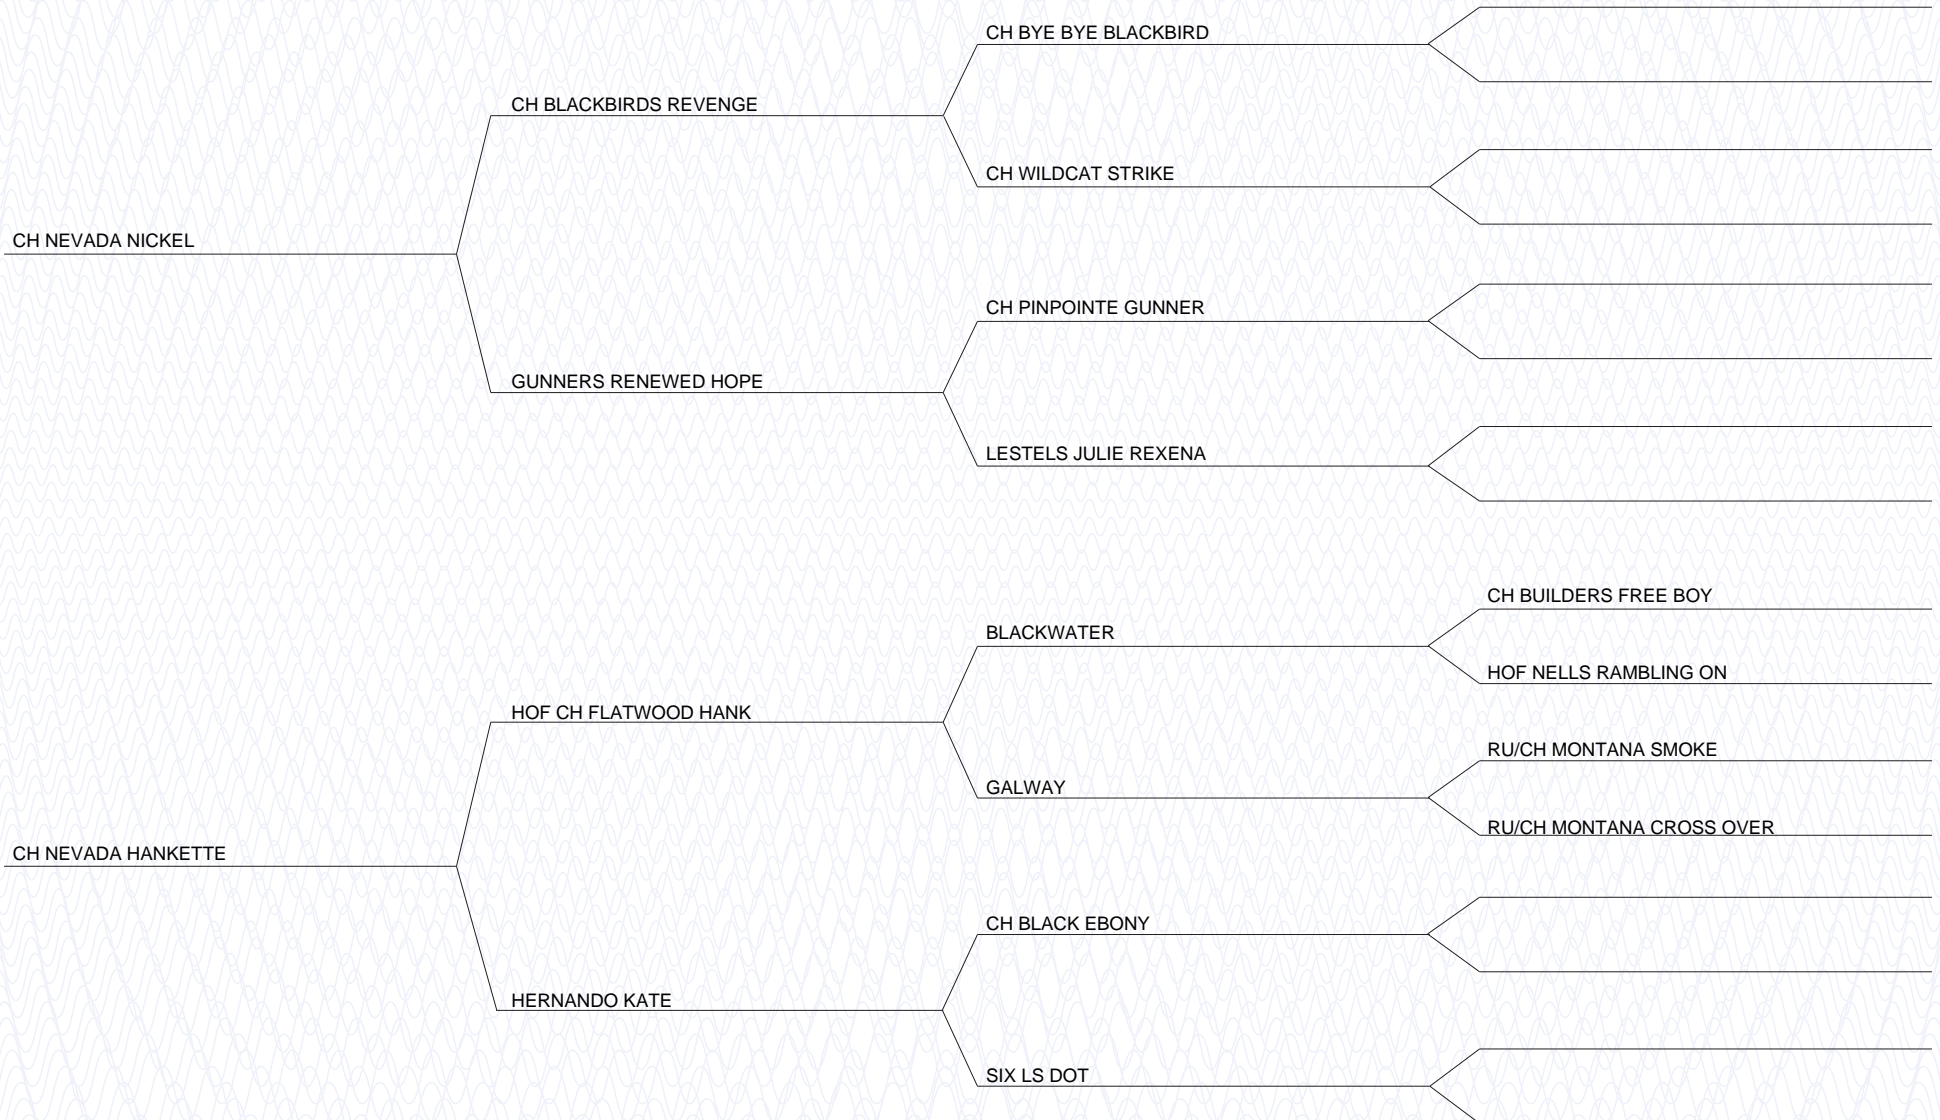 CH BYE BYE BLACKBIRD
CH BLACKBIRDS REVENGE
CH WILDCAT STRIKE
CH NEVADA NICKEL
CH PINPOINTE GUNNER
GUNNERS RENEWED HOPE
LESTELS JULIE REXENA
CH BUILDERS FREE BOY
BLACKWATER
HOF NELLS RAMBLING ON
HOF CH FLATWOOD HANK
RU/CH MONTANA SMOKE
GALWAY
RU/CH MONTANA CROSS OVER
CH NEVADA HANKETTE
CH BLACK EBONY
HERNANDO KATE
SIX LS DOT